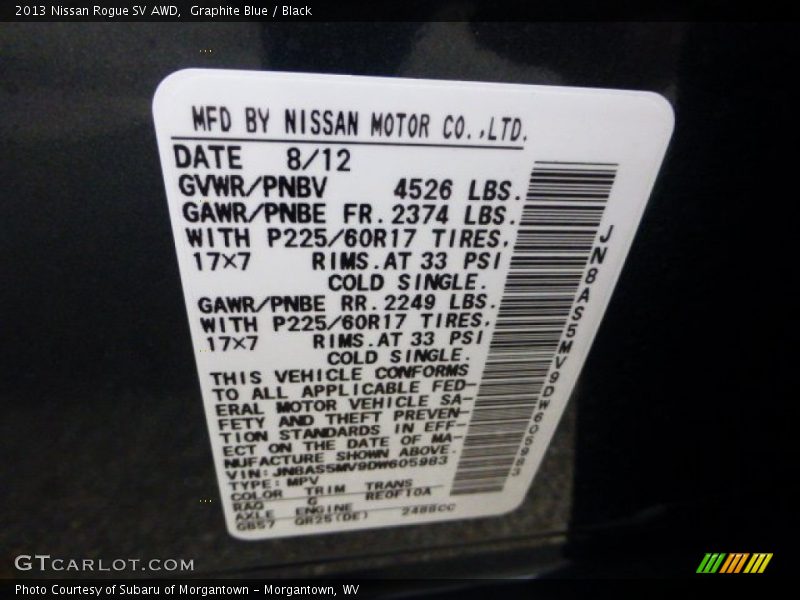 2013 Nissan Rogue SV AWD,  Graphite Blue / Black
MFD BY NISSAN MOTOR CO.,LTD.
DATE 8/12
GVWR/PNBV 4526 LBS.
GAWR/PNBE FR. 2374 LBS.
WITH P225/60R17 TIRES,
17×7 RIMS. AT 33 PSI
COLD SINGLE.
GAWR/PNBE RR. 2249 LBS.
WITH P225/60R17 TIRES,
17×7 RIMS. AT 33 PSI
COLD SINGLE.
THIS VEHICLE CONFORMS
TO ALL APPLICABLE FED-
ERAL MOTOR VEHICLE SA-
FETY AND THEFT PREVEN-
TION STANDARDS IN EFF-
ECT ON THE DATE OF MA-
NUFACTURE SHOWN ABOVE.
VIN: JN8AS5MV9DW605983
TYPE: MPV
COLOR TRIM TRANS
RAG G RE0F10A
AXLE ENGINE
GB57 QR25(DE) 2488CC
JN8AS5MV9DW605983
GTCARLOT.COM
Photo Courtesy of Subaru of Morgantown - Morgantown, WV